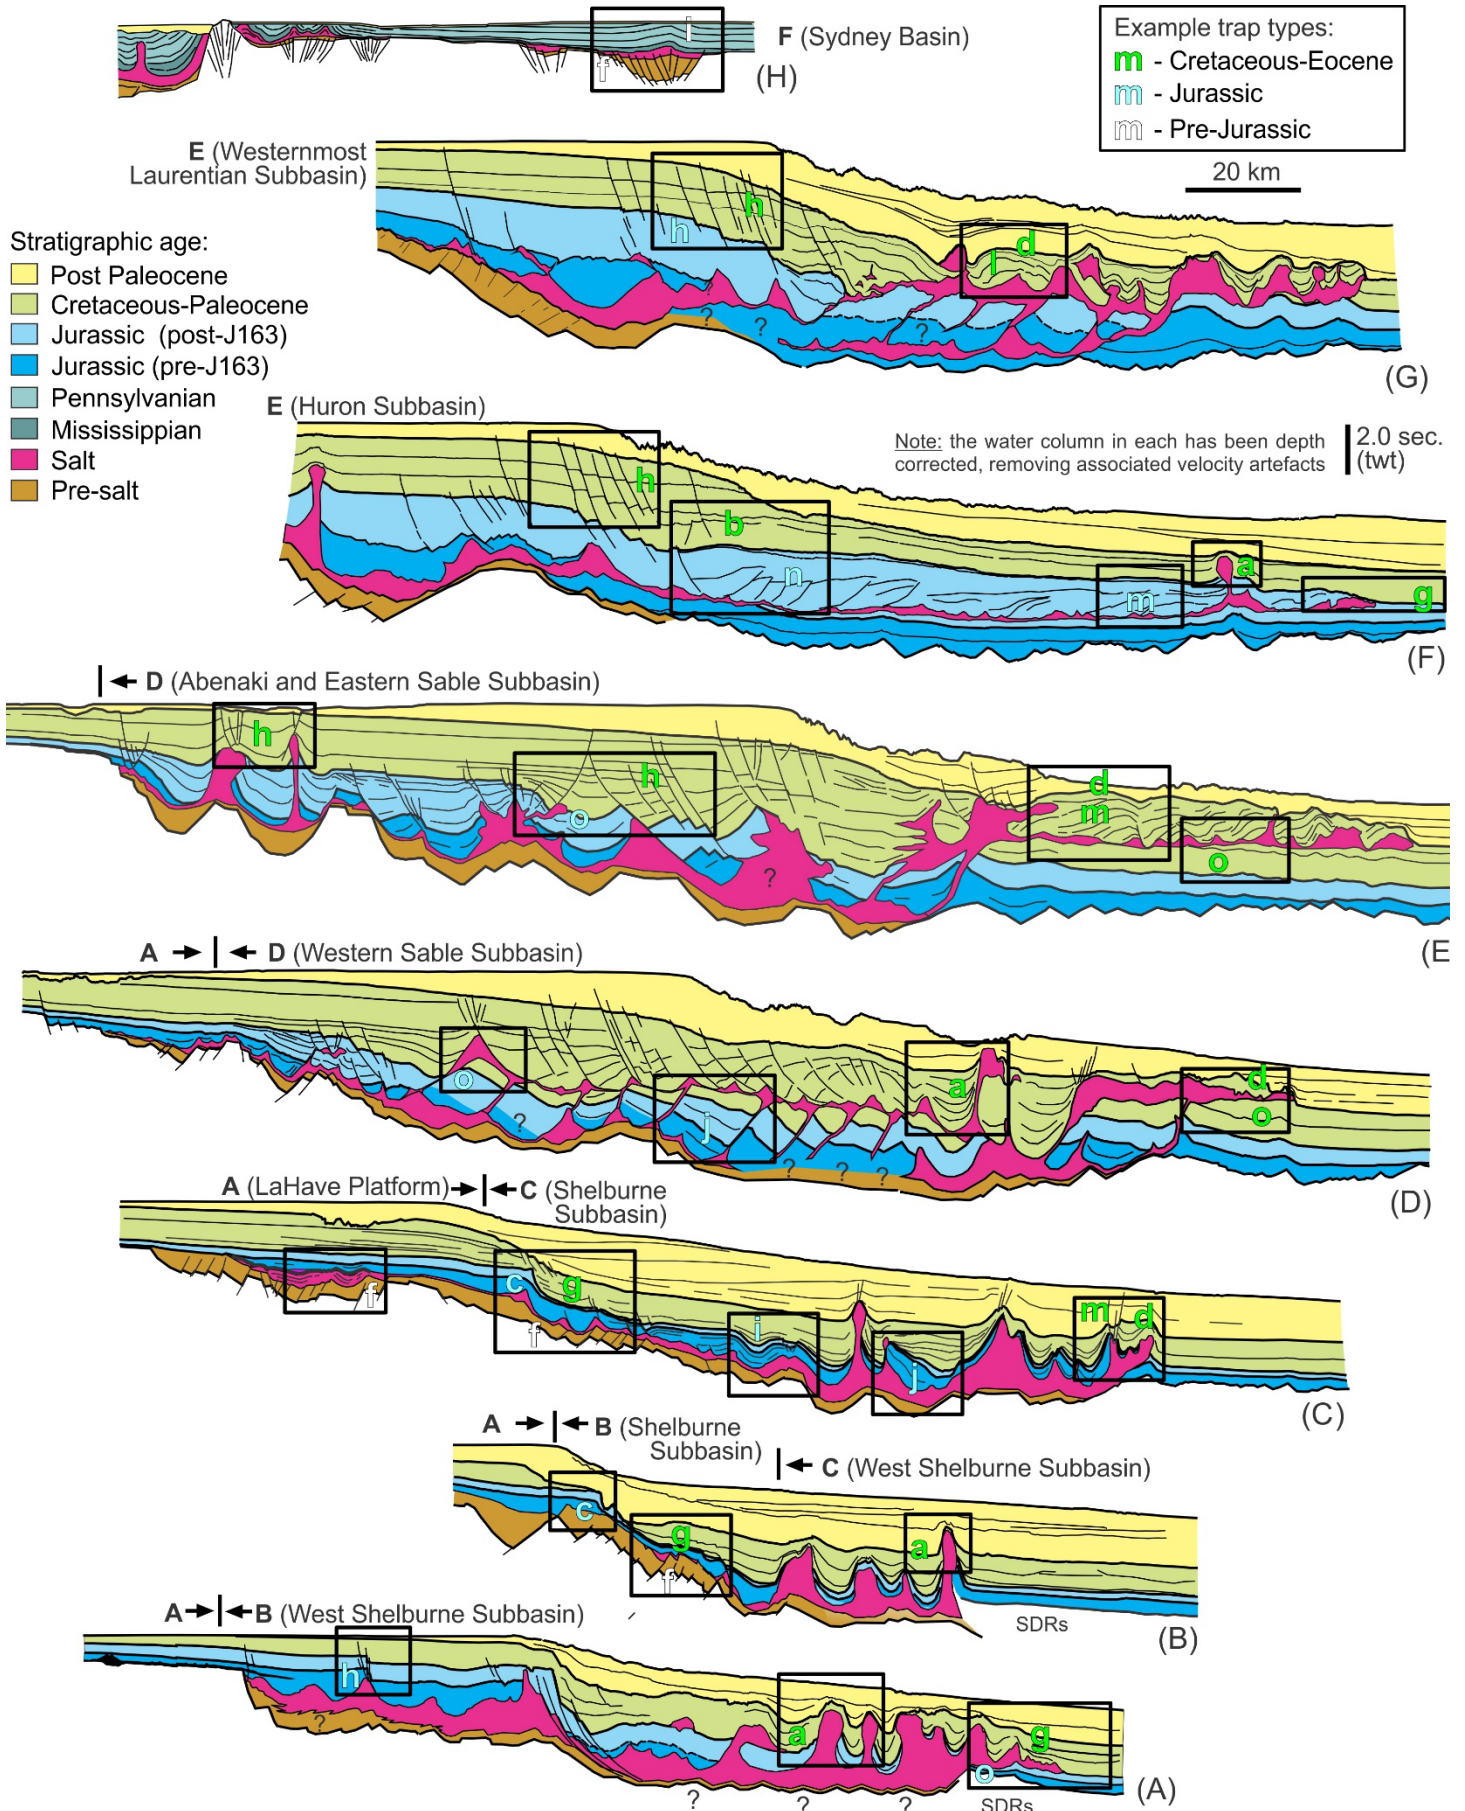 F (Sydney Basin)
l
f
(H)
Example trap types:
m - Cretaceous-Eocene
m - Jurassic
m - Pre-Jurassic
20 km
E (Westernmost
Laurentian Subbasin)
h
h
d
l
?
?
?
(G)
Stratigraphic age:
Post Paleocene
Cretaceous-Paleocene
Jurassic (post-J163)
Jurassic (pre-J163)
Pennsylvanian
Mississippian
Salt
Pre-salt
E (Huron Subbasin)
Note: the water column in each has been depth
corrected, removing associated velocity artefacts
2.0 sec.
(twt)
h
b
n
m
a
g
(F)
D (Abenaki and Eastern Sable Subbasin)
h
h
o
d
m
o
?
(E
A
D (Western Sable Subbasin)
o
j
a
d
o
?
? ? ?
(D)
A (LaHave Platform)
C (Shelburne
Subbasin)
f
c
g
f
i
j
m
d
(C)
A
B (Shelburne
Subbasin)
C (West Shelburne Subbasin)
c
g
f
a
SDRs
(B)
A
B (West Shelburne Subbasin)
h
?
a
g
o
(A)
? ? ?
SDRs